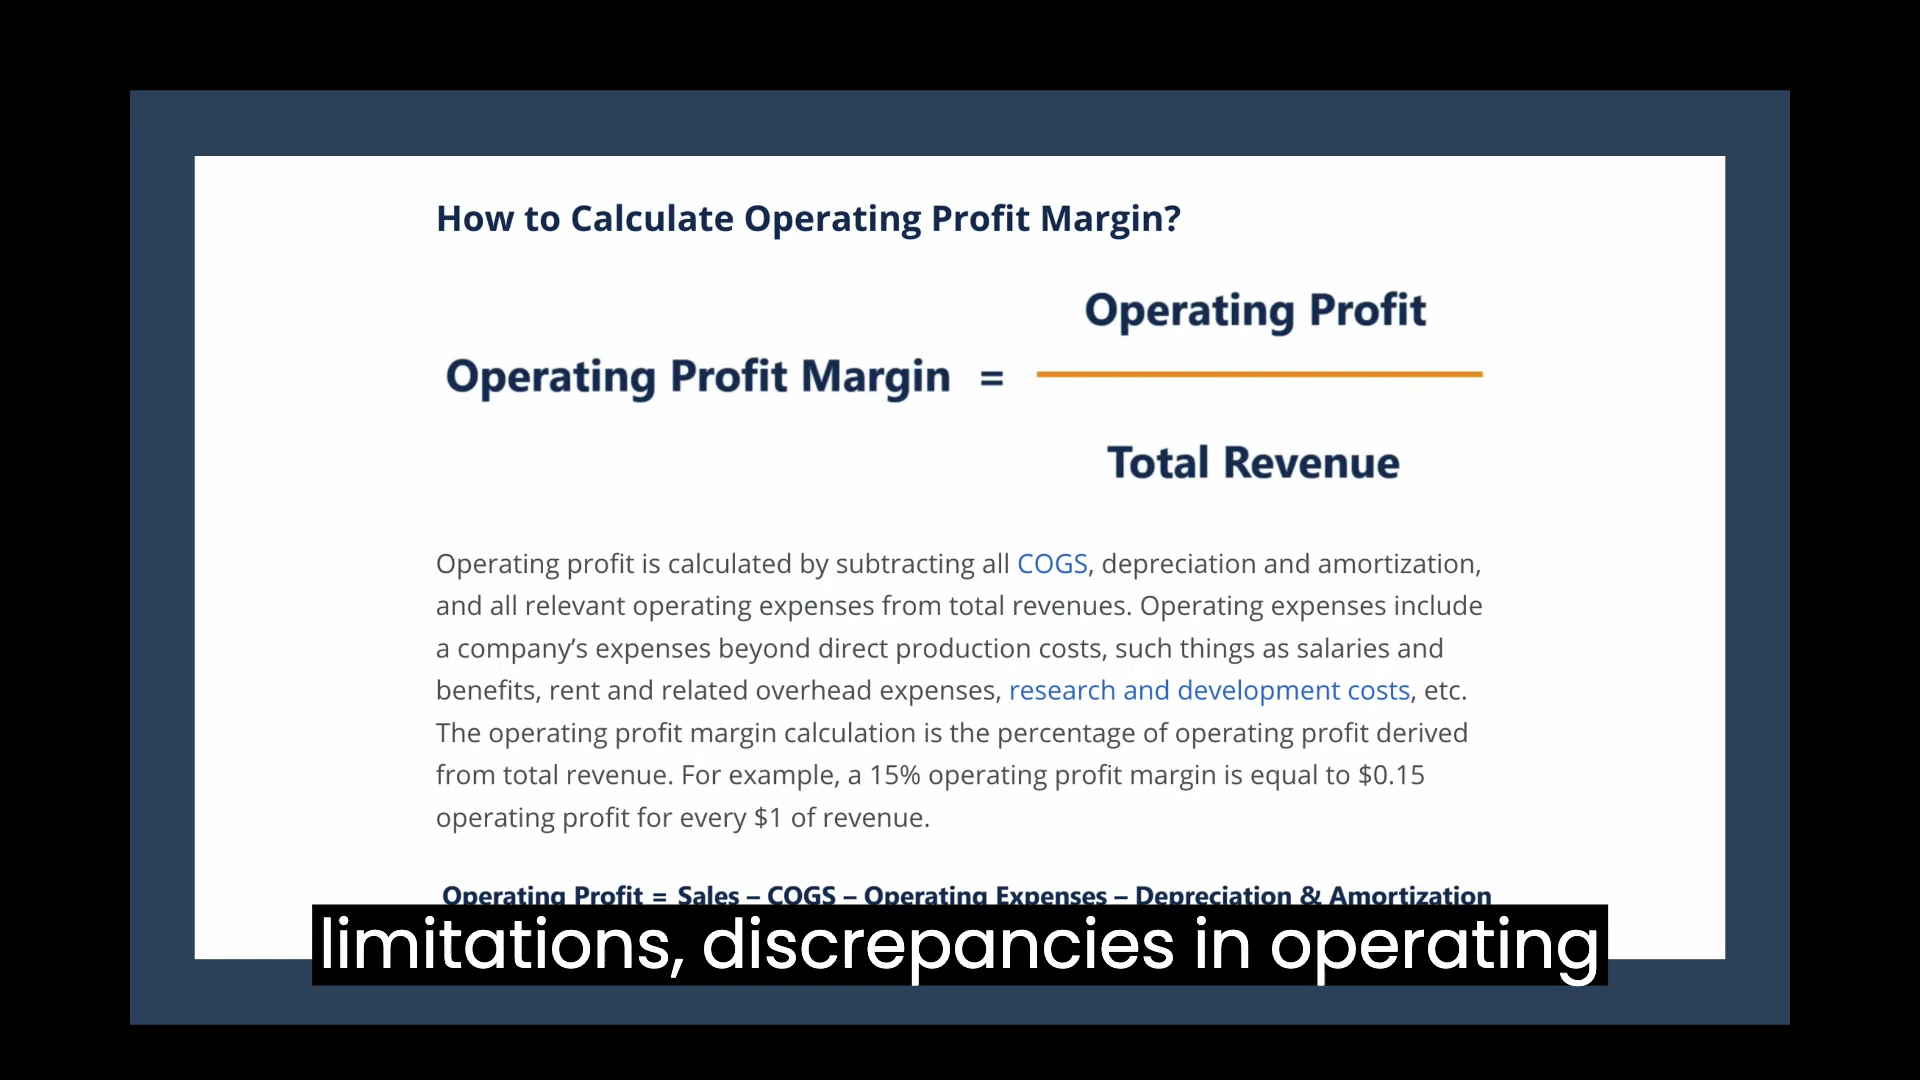 How to Calculate Operating Profit Margin?
Operating Profit
Operating Profit Margin =
Total Revenue
Operating profit is calculated by subtracting all COGS, depreciation and amortization,
and all relevant operating expenses from total revenues. Operating expenses include
a company’s expenses beyond direct production costs, such things as salaries and
benefits, rent and related overhead expenses, research and development costs, etc.
The operating profit margin calculation is the percentage of operating profit derived
from total revenue. For example, a 15% operating profit margin is equal to $0.15
operating profit for every $1 of revenue.
Operating Profit = Sales – COGS – Operating Expenses – Depreciation & Amortization
limitations, discrepancies in operating